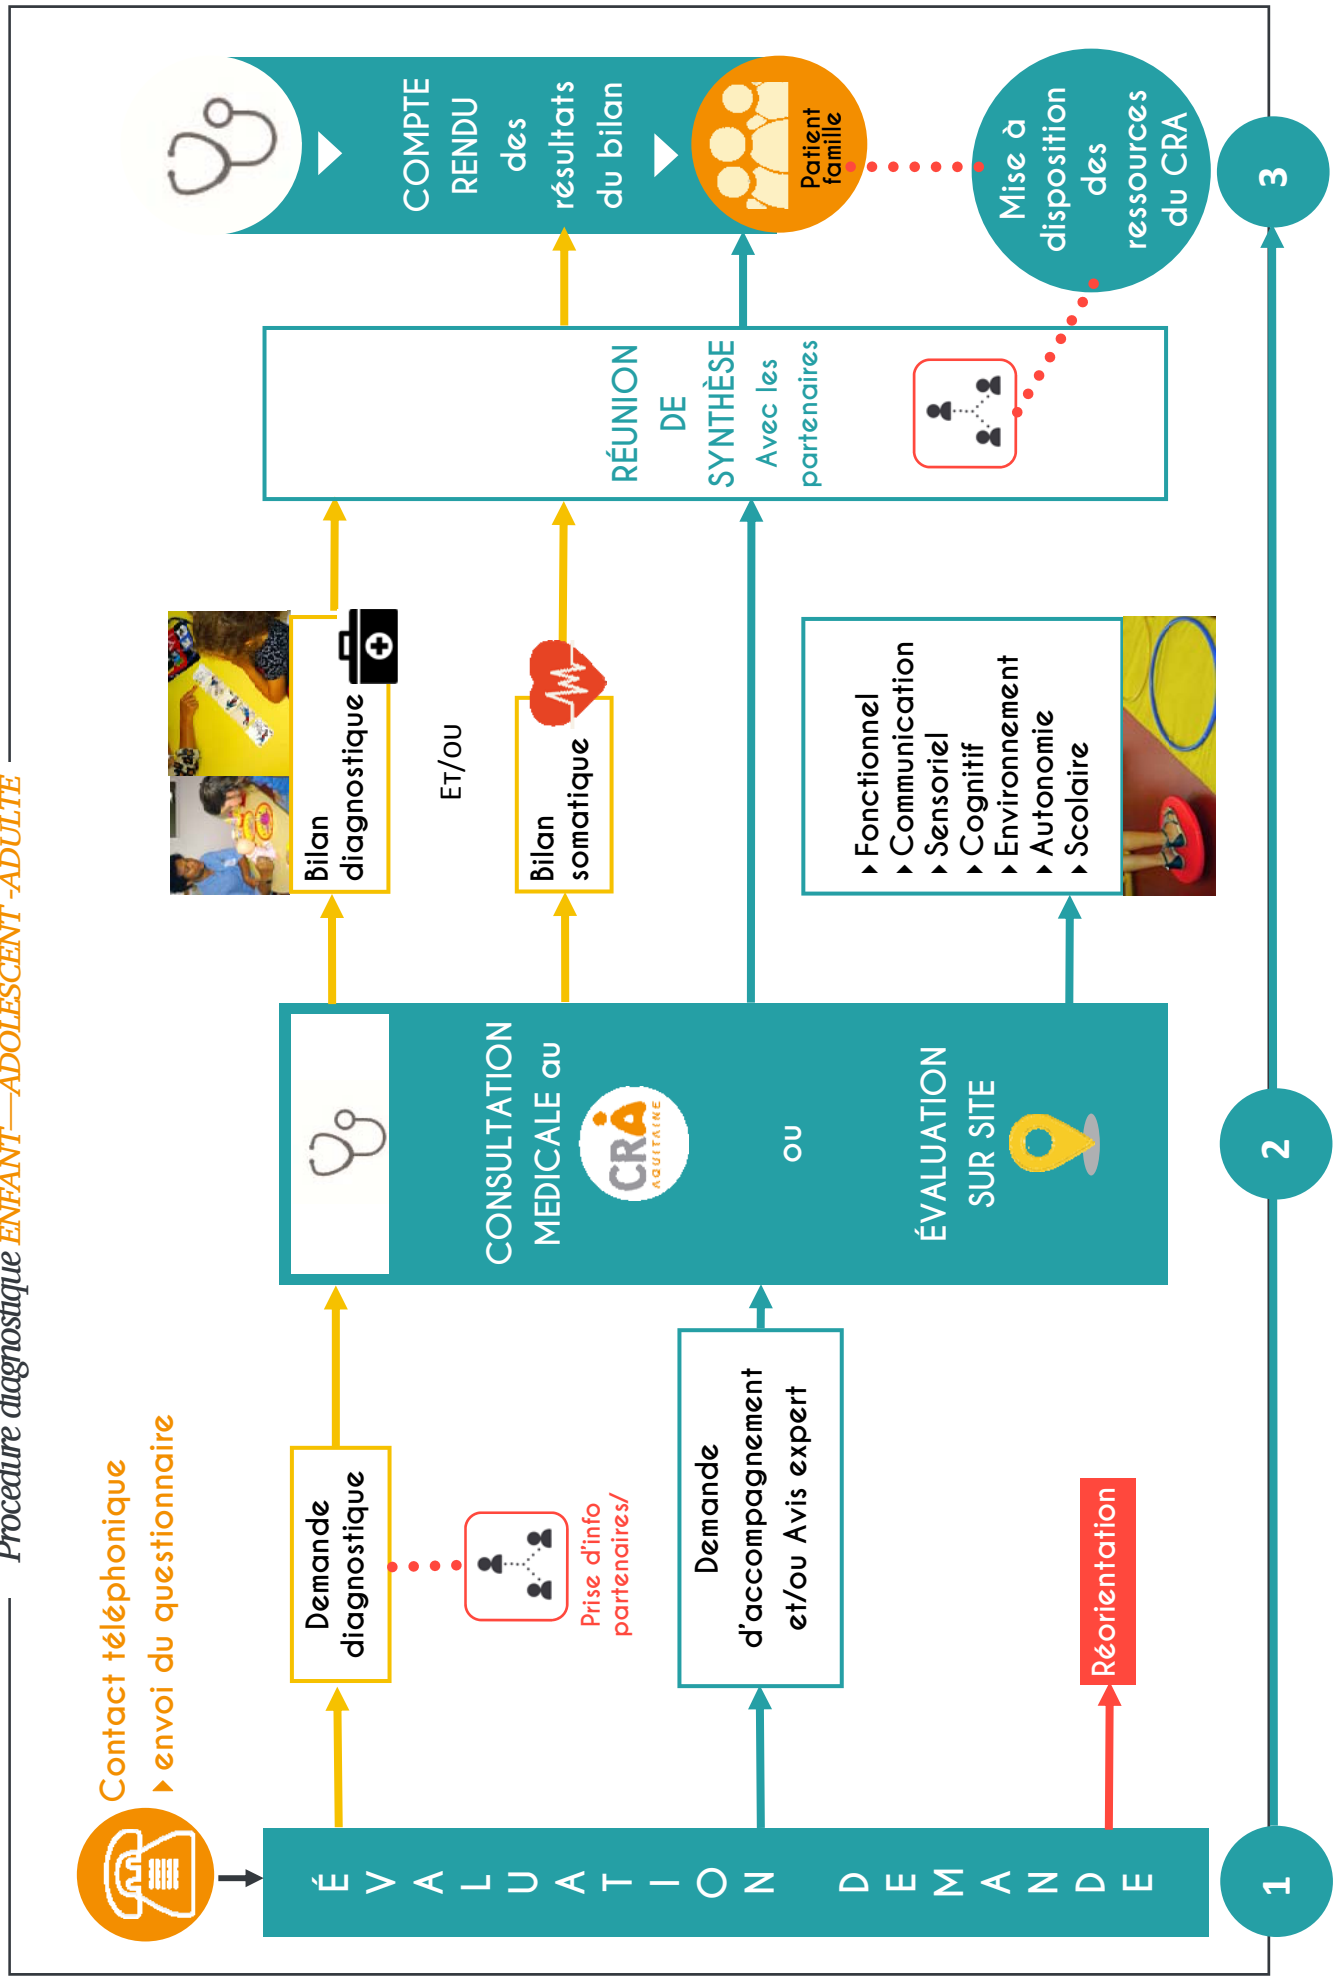 Procédure diagnostique ENFANT—ADOLESCENT -ADULTE
Contact téléphonique
envoi du questionnaire
ÉVALUATION DEMANDE
Demande
diagnostique
Prise d'info
partenaires/
Demande
d'accompagnement
et/ou Avis expert
Réorientation
CONSULTATION
MEDICALE au
CRA
AQUITAINE
OU
ÉVALUATION
SUR SITE
Bilan
diagnostique
ET/OU
Bilan
somatique
Fonctionnel
Communication
Sensoriel
Cognitif
Environnement
Autonomie
Scolaire
RÉUNION
DE
SYNTHÈSE
Avec les
partenaires
COMPTE
RENDU
des
résultats
du bilan
Patient
famille
Mise à
disposition
des
ressources
du CRA
1
2
3